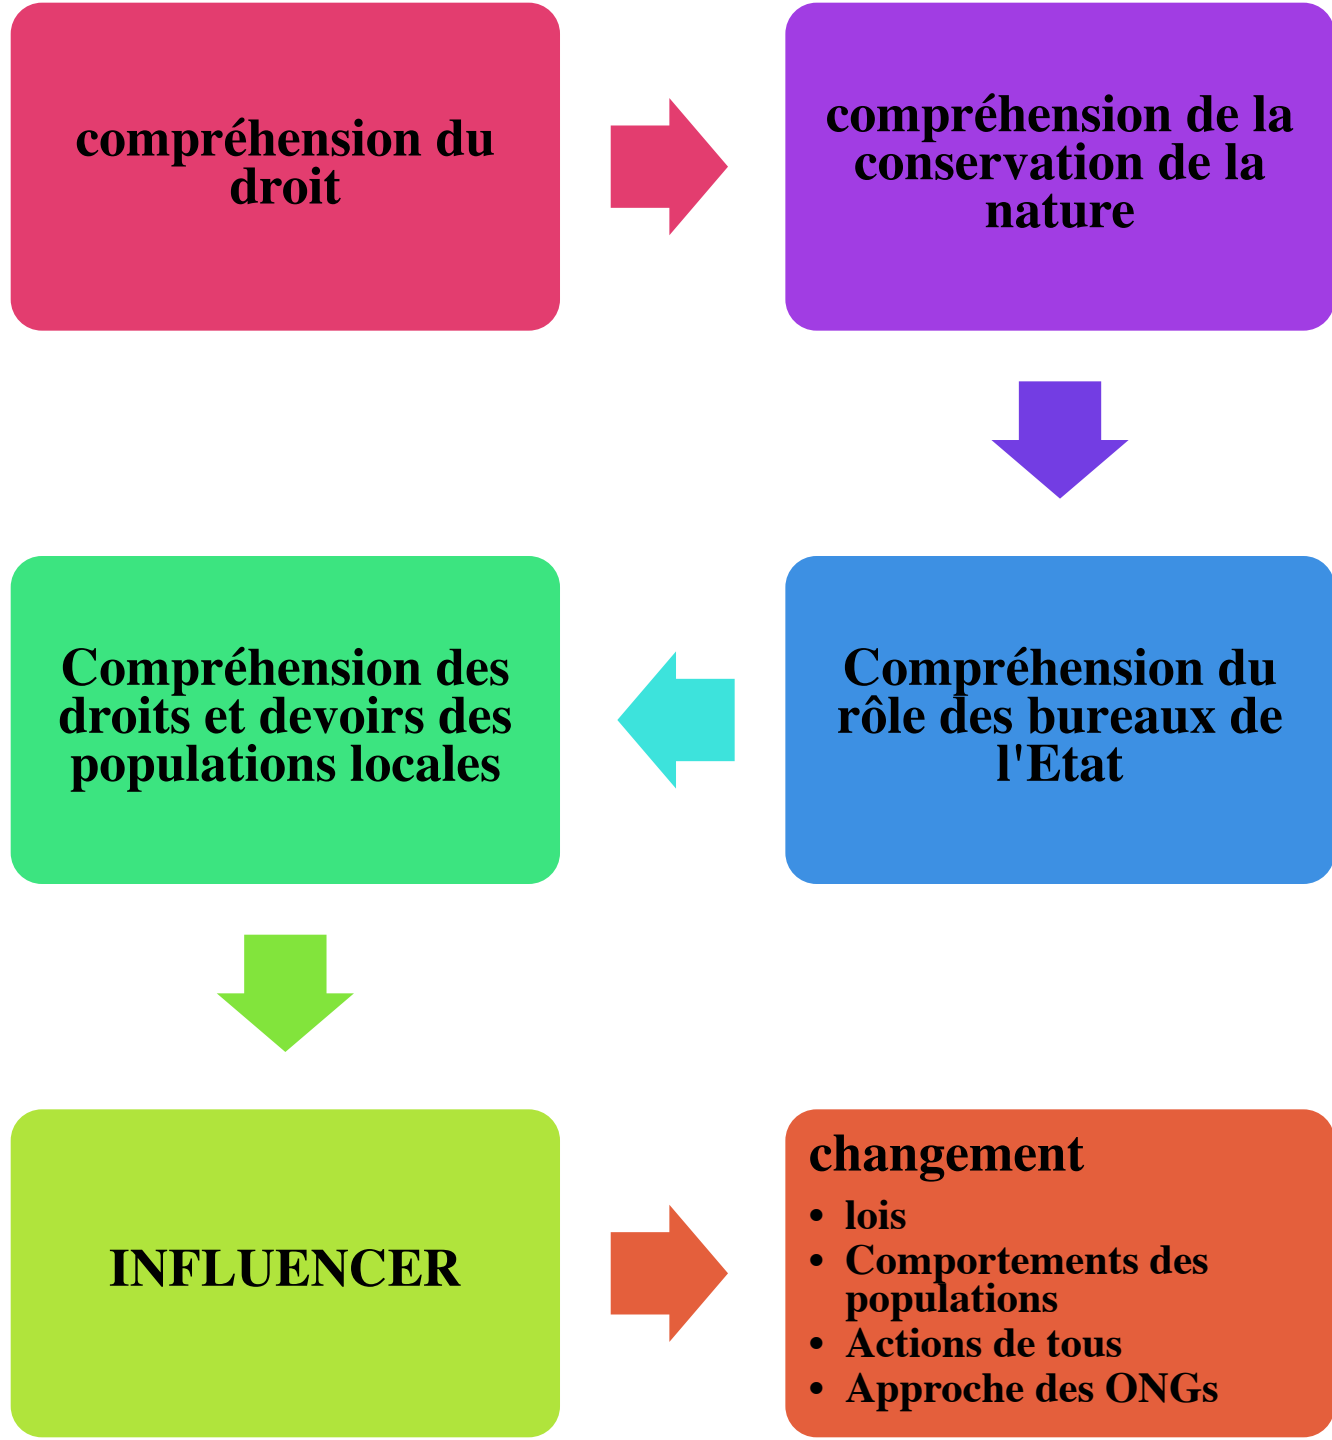 compréhension du
droit
compréhension de la
conservation de la
nature
Compréhension du
rôle des bureaux de
l'Etat
Compréhension des
droits et devoirs des
populations locales
INFLUENCER
changement
• lois
• Comportements des
populations
• Actions de tous
• Approche des ONGs